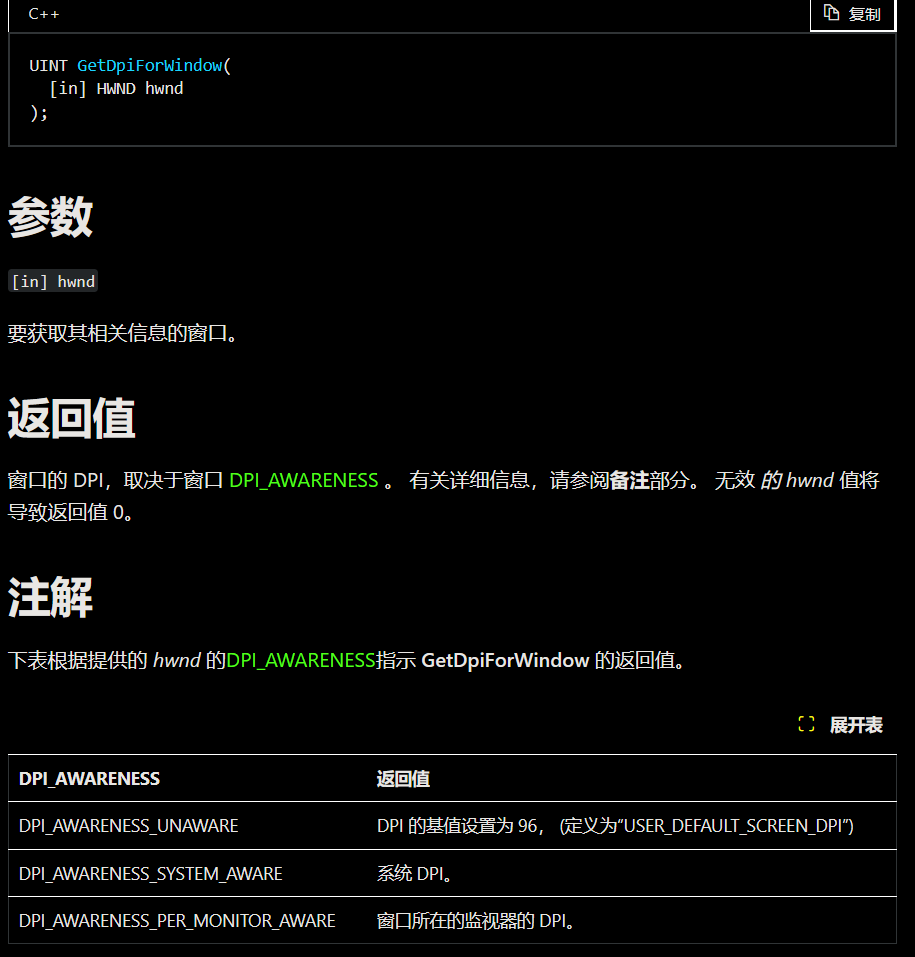 C++
复制
UINT GetDpiForWindow(
  [in] HWND hwnd
);
参数
[in] hwnd
要获取其相关信息的窗口。
返回值
窗口的 DPI，取决于窗口 DPI_AWARENESS 。 有关详细信息，请参阅备注部分。 无效 的 hwnd 值将
导致返回值 0。
注解
下表根据提供的 hwnd 的DPI_AWARENESS指示 GetDpiForWindow 的返回值。
展开表
DPI_AWARENESS 返回值
DPI_AWARENESS_UNAWARE DPI 的基值设置为 96， (定义为“USER_DEFAULT_SCREEN_DPI”)
DPI_AWARENESS_SYSTEM_AWARE 系统 DPI。
DPI_AWARENESS_PER_MONITOR_AWARE 窗口所在的监视器的 DPI。